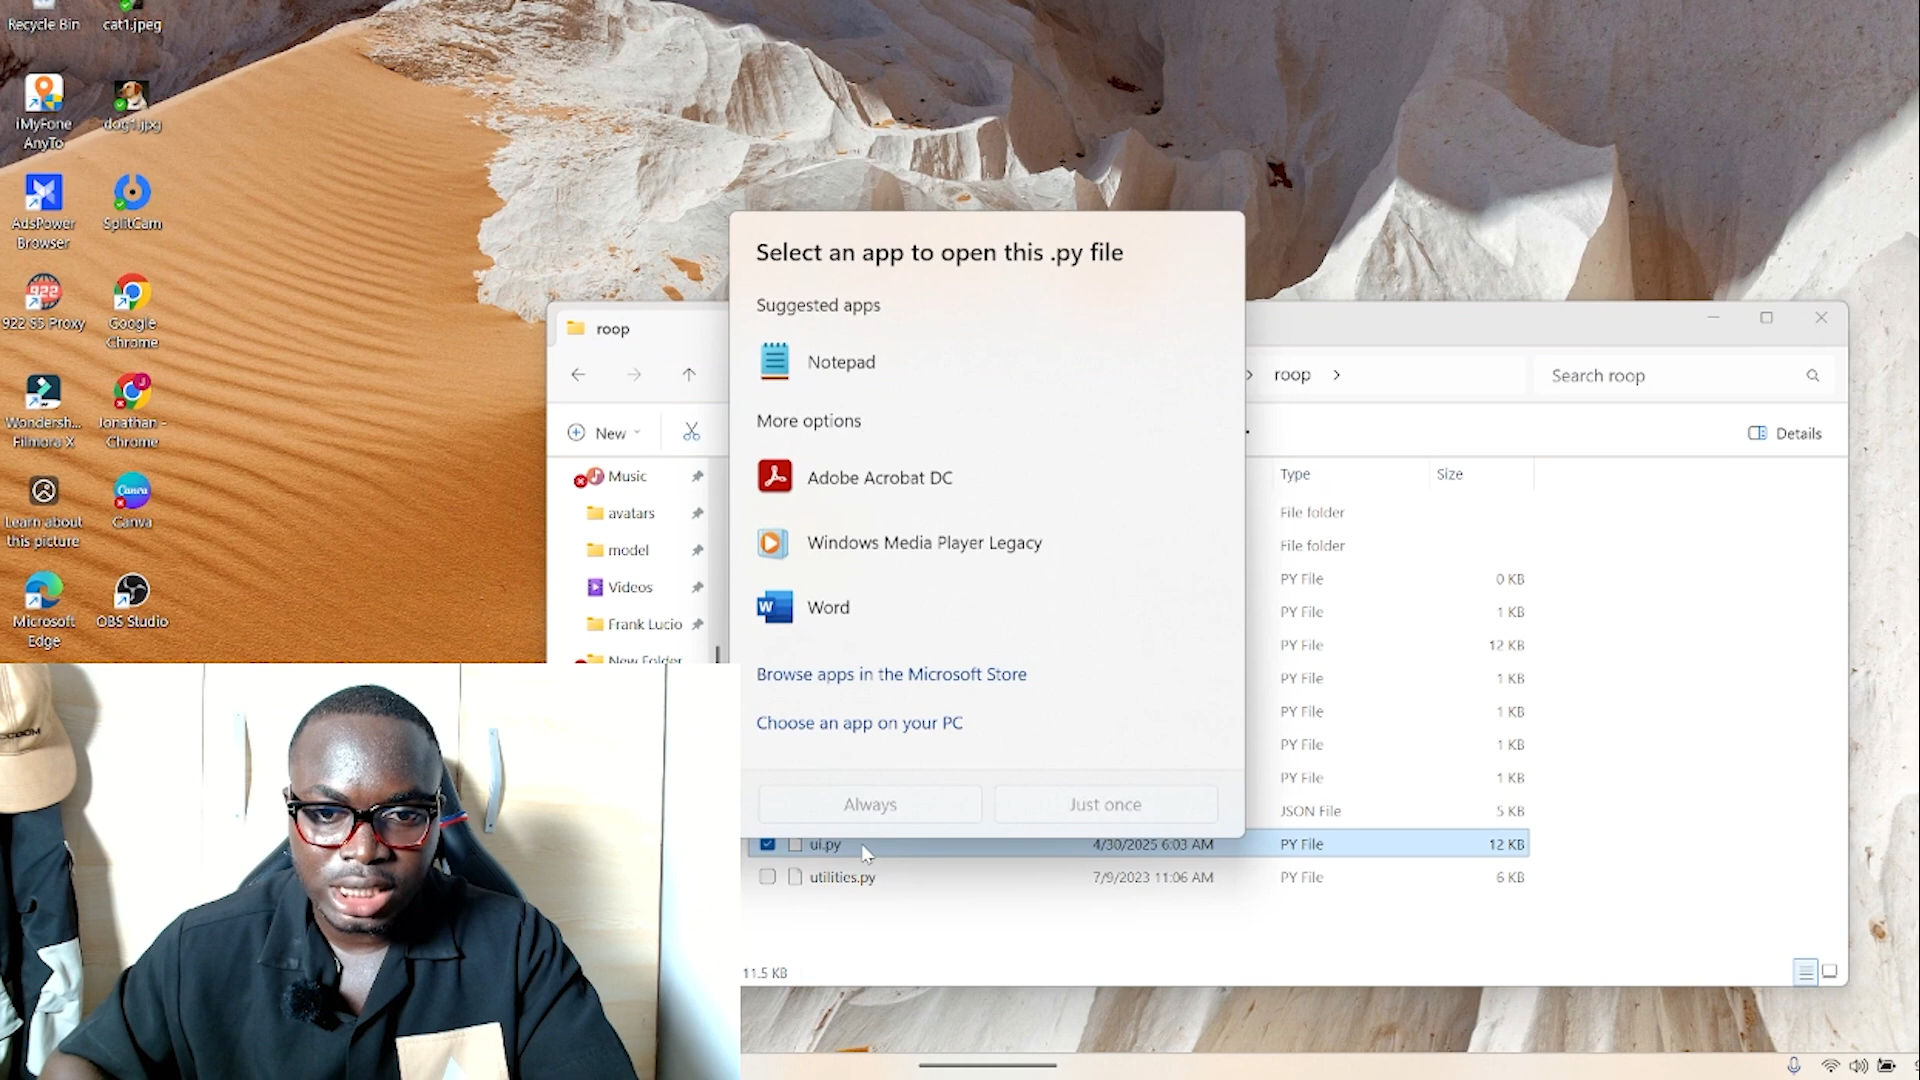 Recycle Bin
cat1.jpeg
iMyFone
AnyTo
dog1.jpg
AdsPower
Browser
SplitCam
922 S5 Proxy
Google
Chrome
Wondersh...
Filmora X
Jonathan -
Chrome
Learn about
this picture
Canva
Canva
Microsoft
Edge
OBS Studio
Select an app to open this .py file
Suggested apps
Notepad
More options
Adobe Acrobat DC
Windows Media Player Legacy
Word
Browse apps in the Microsoft Store
Choose an app on your PC
Always
Just once
roop
roop
Search roop
New
Details
Type
Size
Music
avatars
model
Videos
Frank Lucio
New Folder
File folder
File folder
PY File
0 KB
PY File
1 KB
PY File
12 KB
PY File
1 KB
PY File
1 KB
PY File
1 KB
PY File
1 KB
JSON File
5 KB
ui.py
4/30/2025 6:03 AM
PY File
12 KB
utilities.py
7/9/2023 11:06 AM
PY File
6 KB
11.5 KB